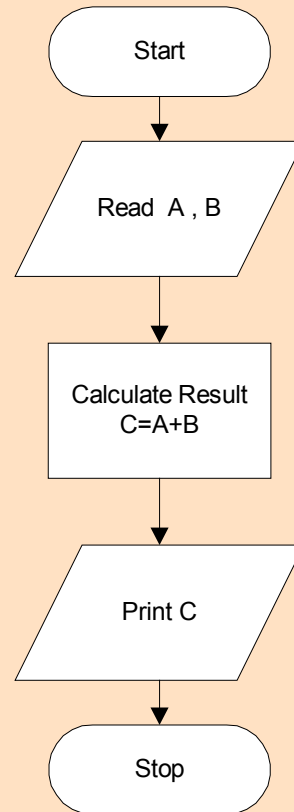 Start
Read A , B
Calculate Result
C=A+B
Print C
Stop